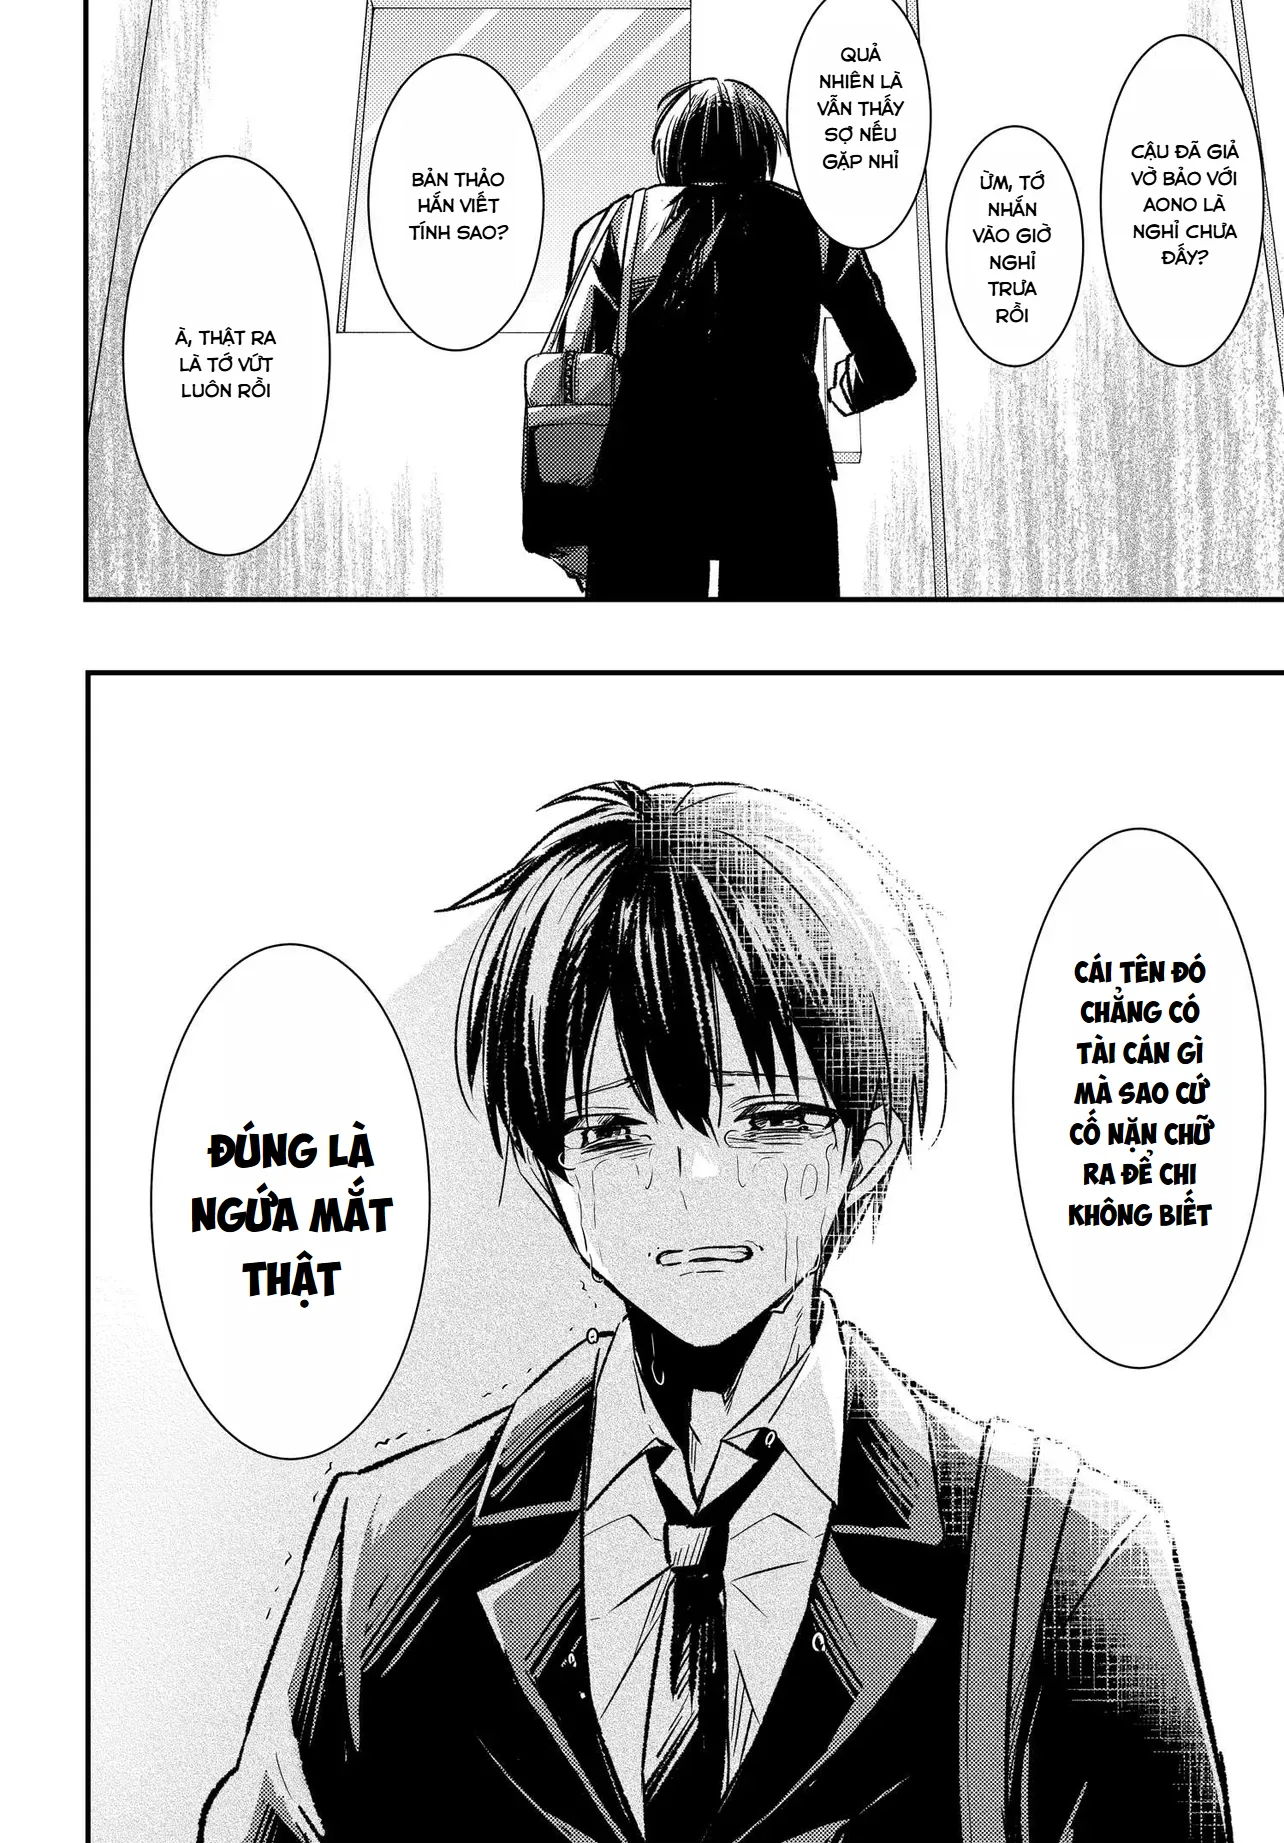 CẬU ĐÃ GIẢ
VỜ BẢO VỚI
AONO LÀ
NGHỈ CHƯA
ĐẤY?
ỪM, TỚ
NHẮN
VÀO GIỜ
NGHỈ
TRƯA
RỒI
QUẢ
NHIÊN LÀ
VẪN THẤY
SỢ NẾU
GẶP NHỈ
BẢN THẢO
HẮN VIẾT
TÍNH SAO?
À, THẬT RA
LÀ TỚ VỨT
LUÔN RỒI
CÁI TÊN ĐÓ
CHẲNG CÓ
TÀI CÁN GÌ
MÀ SAO CỨ
CỐ NẶN CHỮ
RA ĐỂ CHI
KHÔNG BIẾT
ĐÚNG LÀ
NGỨA MẮT
THẬT